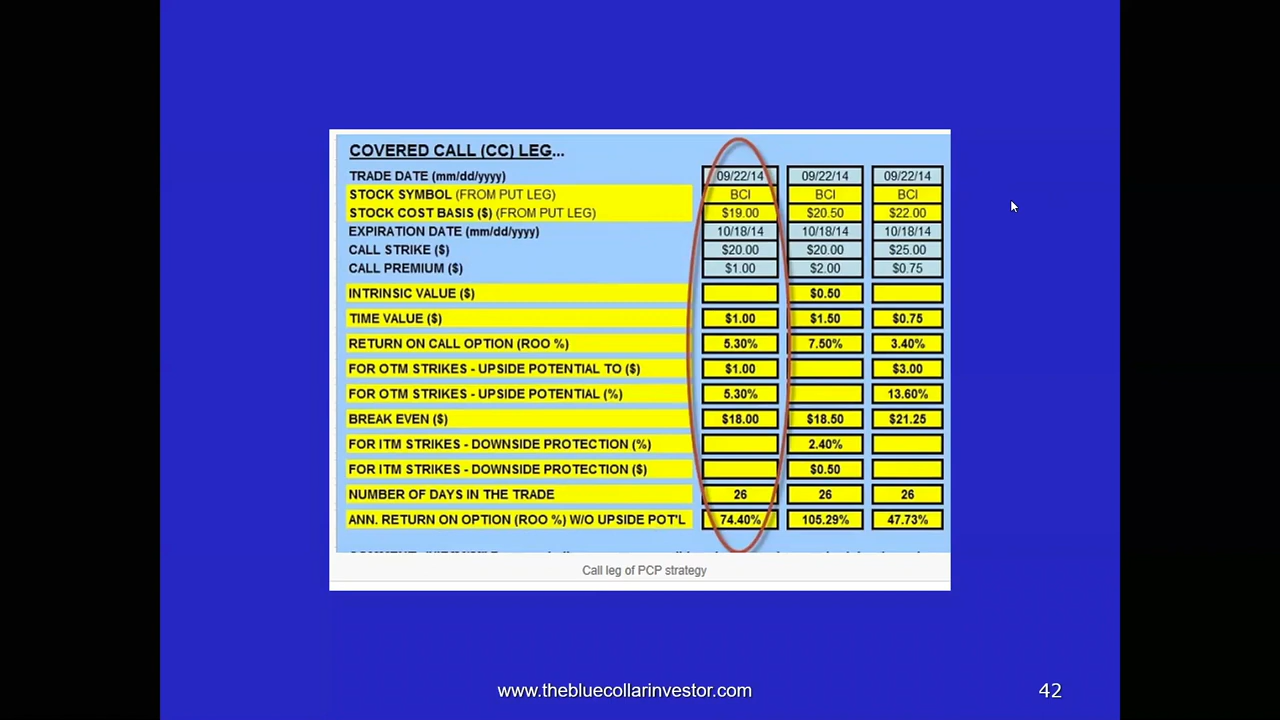 COVERED CALL (CC) LEG...
TRADE DATE (mm/dd/yyyy) 09/22/14 09/22/14 09/22/14
STOCK SYMBOL (FROM PUT LEG) BCI BCI BCI
STOCK COST BASIS ($) (FROM PUT LEG) $19.00 $20.50 $22.00
EXPIRATION DATE (mm/dd/yyyy) 10/18/14 10/18/14 10/18/14
CALL STRIKE ($) $20.00 $20.00 $25.00
CALL PREMIUM ($) $1.00 $2.00 $0.75
INTRINSIC VALUE ($) $0.50
TIME VALUE ($) $1.00 $1.50 $0.75
RETURN ON CALL OPTION (ROO %) 5.30% 7.50% 3.40%
FOR OTM STRIKES - UPSIDE POTENTIAL TO ($) $1.00 $3.00
FOR OTM STRIKES - UPSIDE POTENTIAL (%) 5.30% 13.60%
BREAK EVEN ($) $18.00 $18.50 $21.25
FOR ITM STRIKES - DOWNSIDE PROTECTION (%) 2.40%
FOR ITM STRIKES - DOWNSIDE PROTECTION ($) $0.50
NUMBER OF DAYS IN THE TRADE 26 26 26
ANN. RETURN ON OPTION (ROO %) W/O UPSIDE POT'L 74.40% 105.29% 47.73%
Call leg of PCP strategy
www.thebluecollarinvestor.com 42